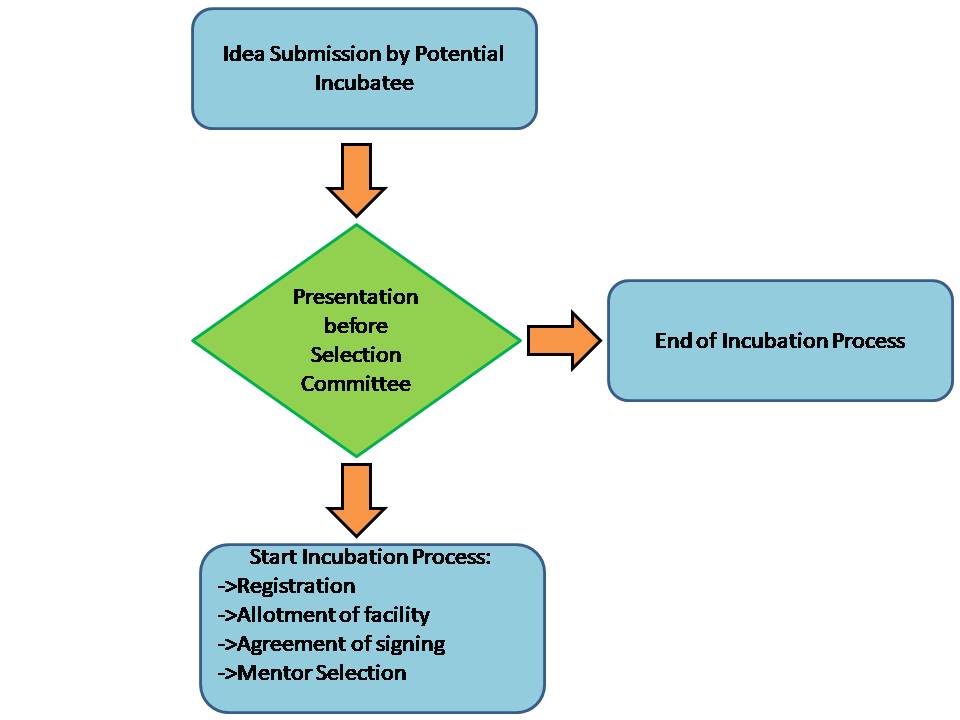 Idea Submission by Potential
Incubatee
Presentation
before
Selection
Committee
End of Incubation Process
Start Incubation Process:
->Registration
->Allotment of facility
->Agreement of signing
->Mentor Selection